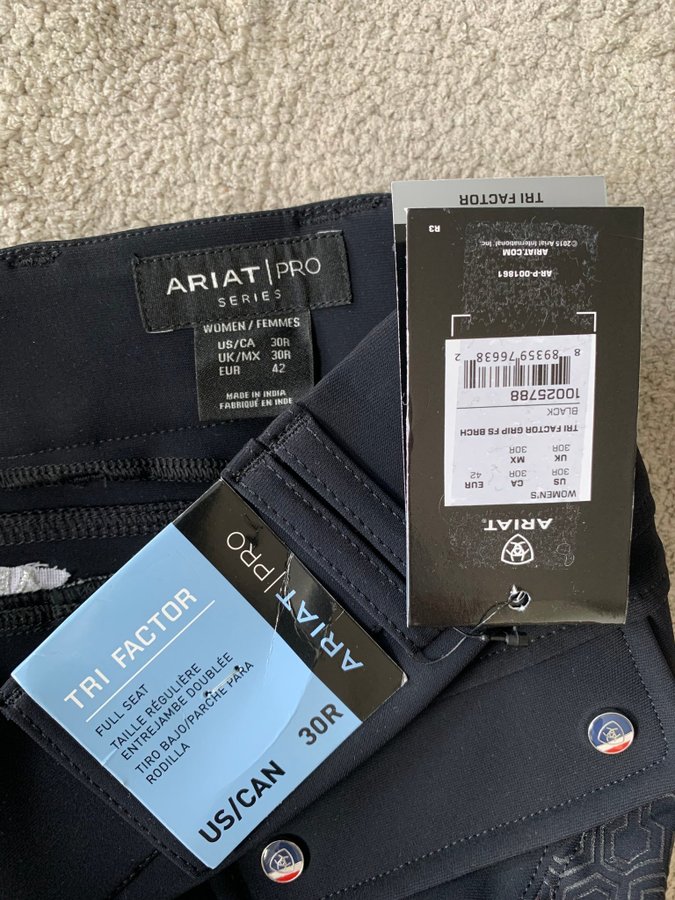 ARIAT|PRO
SERIES
WOMEN / FEMMES
US/CA 30R
UK/MX 30R
EUR 42
MADE IN INDIA
FABRIQUÉ EN INDE
TRI FACTOR
ARIAT
WOMEN'S
US CA EUR
30R 30R 42
UK MX
30R 30R
TRI FACTOR GRIP FS BRCH
BLACK
10025788
8 89359 76638 2
AR-P-001861
ARIAT.COM
©2015 Ariat International, Inc.
R3
ARIAT|PRO
TRI FACTOR
FULL SEAT
TAILLE RÉGULIÈRE
ENTREJAMBE DOUBLÉE
TIRO BAJO/PARCHE PARA
RODILLA
US/CAN 30R